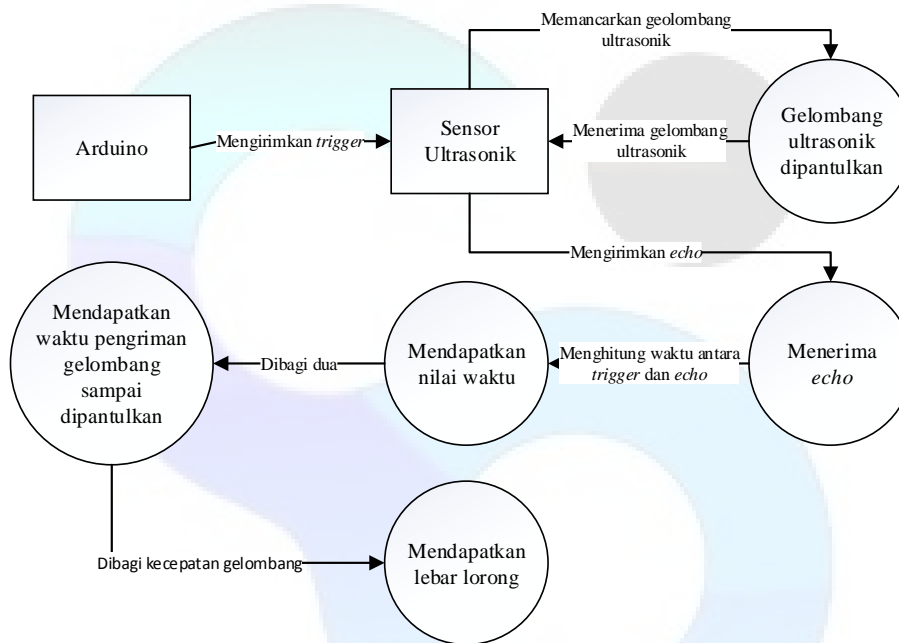 Memancarkan geolombang
ultrasonik
Arduino
Mengirimkan trigger
Sensor
Ultrasonik
Menerima gelombang
ultrasonik
Gelombang
ultrasonik
dipantulkan
Mengirimkan echo
Menerima
echo
Menghitung waktu antara
trigger dan echo
Mendapatkan
nilai waktu
Dibagi dua
Mendapatkan
waktu pengriman
gelombang
sampai
dipantulkan
Dibagi kecepatan gelombang
Mendapatkan
lebar lorong